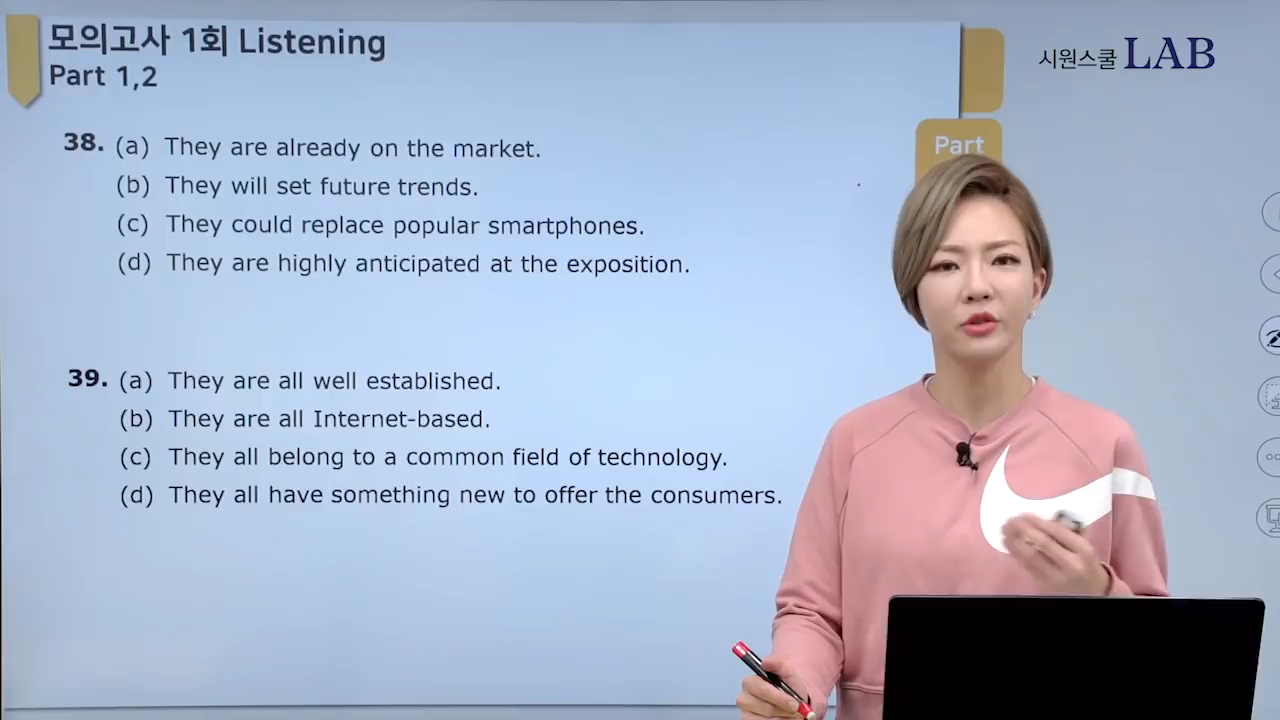 모의고사 1회 Listening
Part 1,2
시원스쿨 LAB
Part
38. (a) They are already on the market.
(b) They will set future trends.
(c) They could replace popular smartphones.
(d) They are highly anticipated at the exposition.
39. (a) They are all well established.
(b) They are all Internet-based.
(c) They all belong to a common field of technology.
(d) They all have something new to offer the consumers.